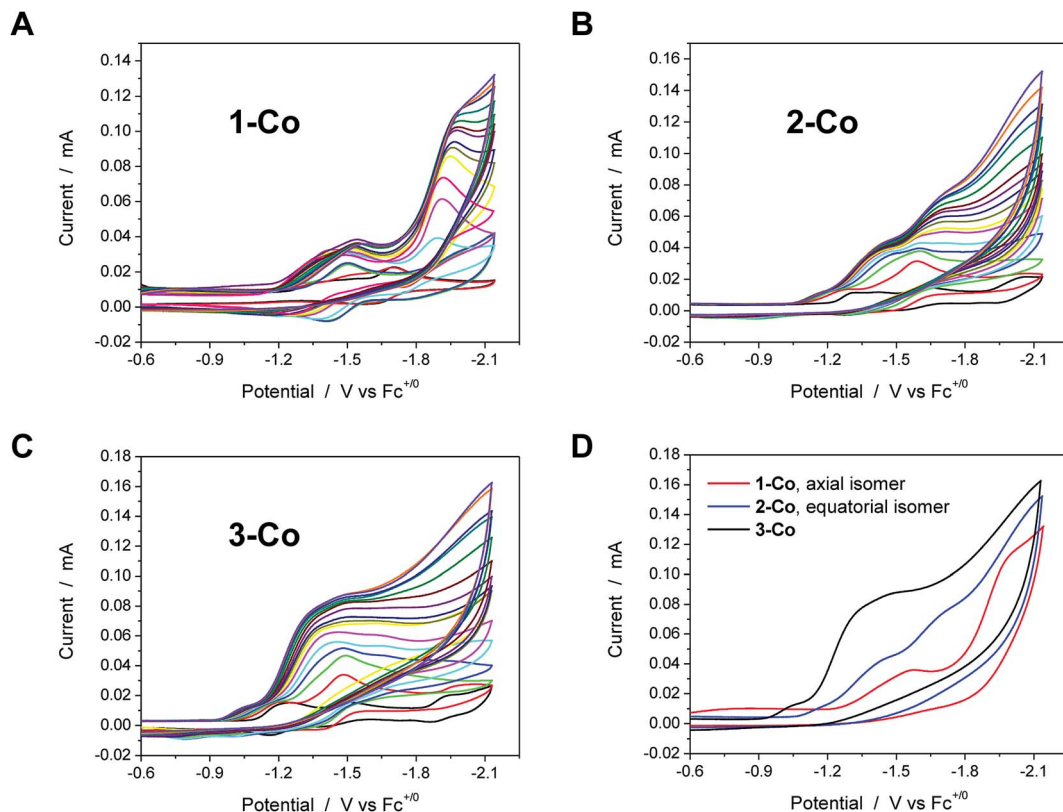 A
0.14
0.12
0.10
0.08
0.06
0.04
0.02
0.00
-0.02
Current / mA
1-Co
-0.6 -0.9 -1.2 -1.5 -1.8 -2.1
Potential / V vs Fc+/0
B
0.16
0.14
0.12
0.10
0.08
0.06
0.04
0.02
0.00
-0.02
Current / mA
2-Co
-0.6 -0.9 -1.2 -1.5 -1.8 -2.1
Potential / V vs Fc+/0
C
0.18
0.16
0.14
0.12
0.10
0.08
0.06
0.04
0.02
0.00
-0.02
Current / mA
3-Co
-0.6 -0.9 -1.2 -1.5 -1.8 -2.1
Potential / V vs Fc+/0
D
0.18
0.16
0.14
0.12
0.10
0.08
0.06
0.04
0.02
0.00
-0.02
Current / mA
1-Co, axial isomer
2-Co, equatorial isomer
3-Co
-0.6 -0.9 -1.2 -1.5 -1.8 -2.1
Potential / V vs Fc+/0